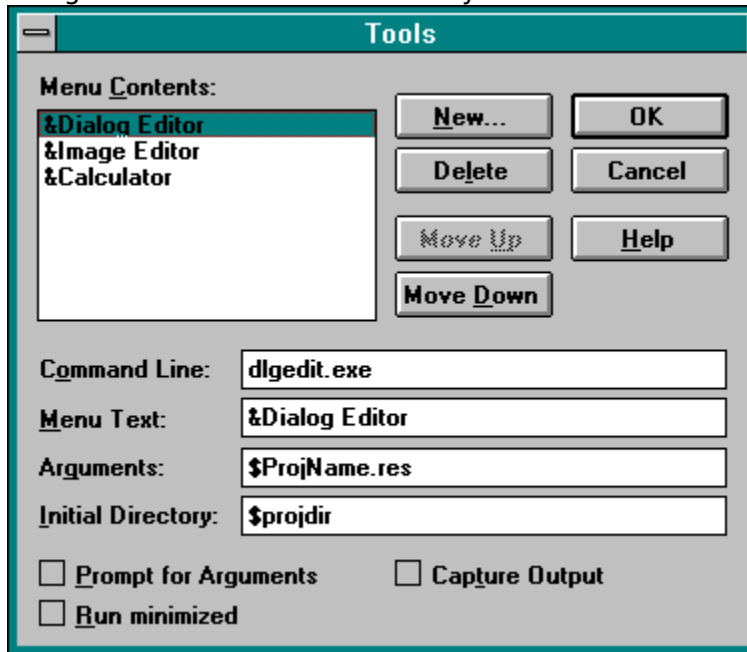 Tools
Menu Contents:
&Dialog Editor
&Image Editor
&Calculator
New...
OK
Delete
Cancel
Move Up
Help
Move Down
Command Line: dlgedit.exe
Menu Text: &Dialog Editor
Arguments: $ProjName.res
Initial Directory: $projdir
Prompt for Arguments
Capture Output
Run minimized